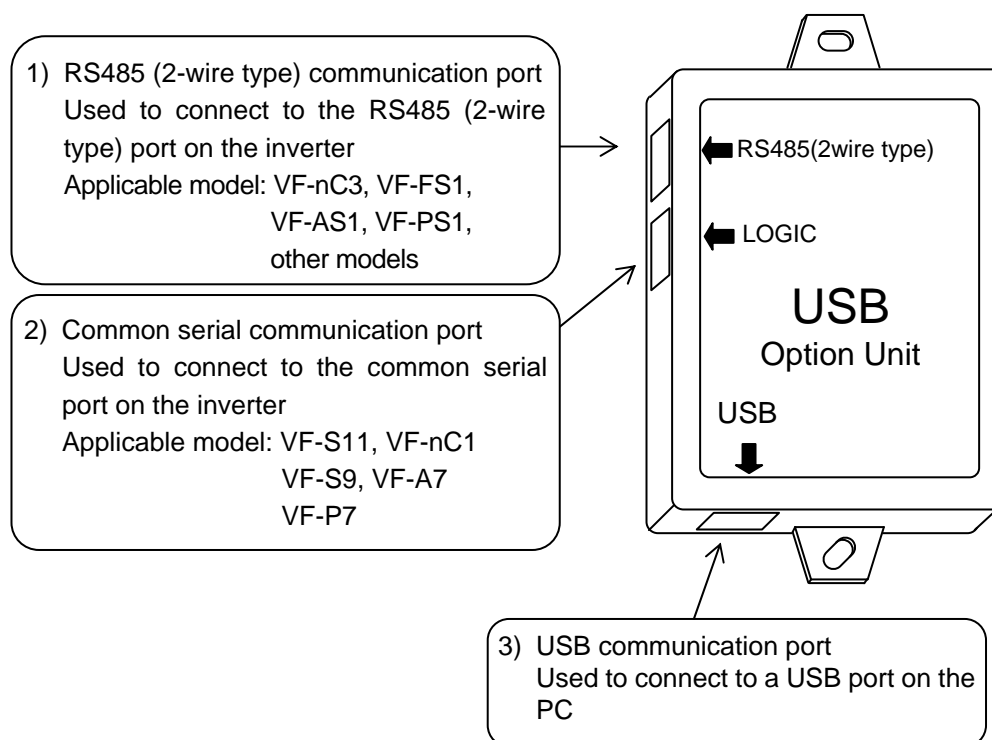 1) RS485 (2-wire type) communication port
Used to connect to the RS485 (2-wire
type) port on the inverter
Applicable model: VF-nC3, VF-FS1,
VF-AS1, VF-PS1,
other models
2) Common serial communication port
Used to connect to the common serial
port on the inverter
Applicable model: VF-S11, VF-nC1
VF-S9, VF-A7
VF-P7
RS485(2wire type)
LOGIC
USB
Option Unit
USB
3) USB communication port
Used to connect to a USB port on the
PC